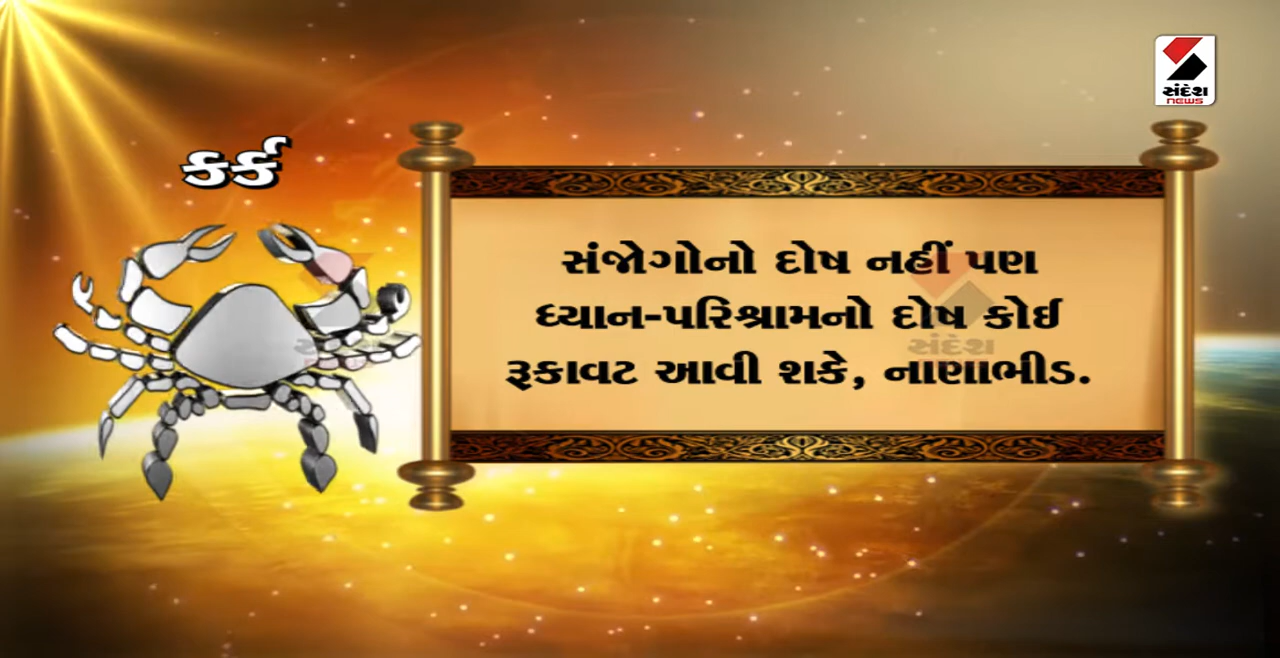 સંદેશ
NEWS
કર્ક
સંજોગોનો દોષ નહીં પણ
ધ્યાન-પરિશ્રામનો દોષ કોઈ
રૂકાવટ આવી શકે, નાણાભીડ.